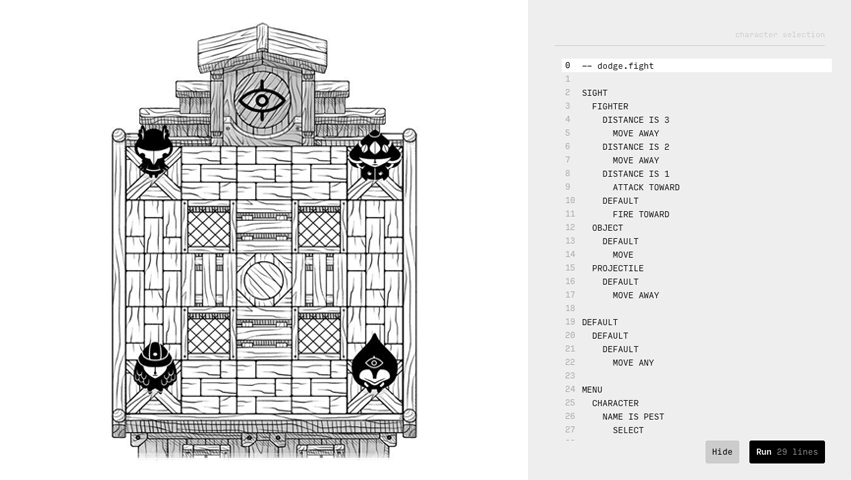 character selection
0 -- dodge.fight
1
2 SIGHT
3 FIGHTER
4 DISTANCE IS 3
5 MOVE AWAY
6 DISTANCE IS 2
7 MOVE AWAY
8 DISTANCE IS 1
9 ATTACK TOWARD
10 DEFAULT
11 FIRE TOWARD
12 OBJECT
13 DEFAULT
14 MOVE
15 PROJECTILE
16 DEFAULT
17 MOVE AWAY
18
19 DEFAULT
20 DEFAULT
21 DEFAULT
22 MOVE ANY
23
24 MENU
25 CHARACTER
26 NAME IS PEST
27 SELECT
Hide
Run 29 lines